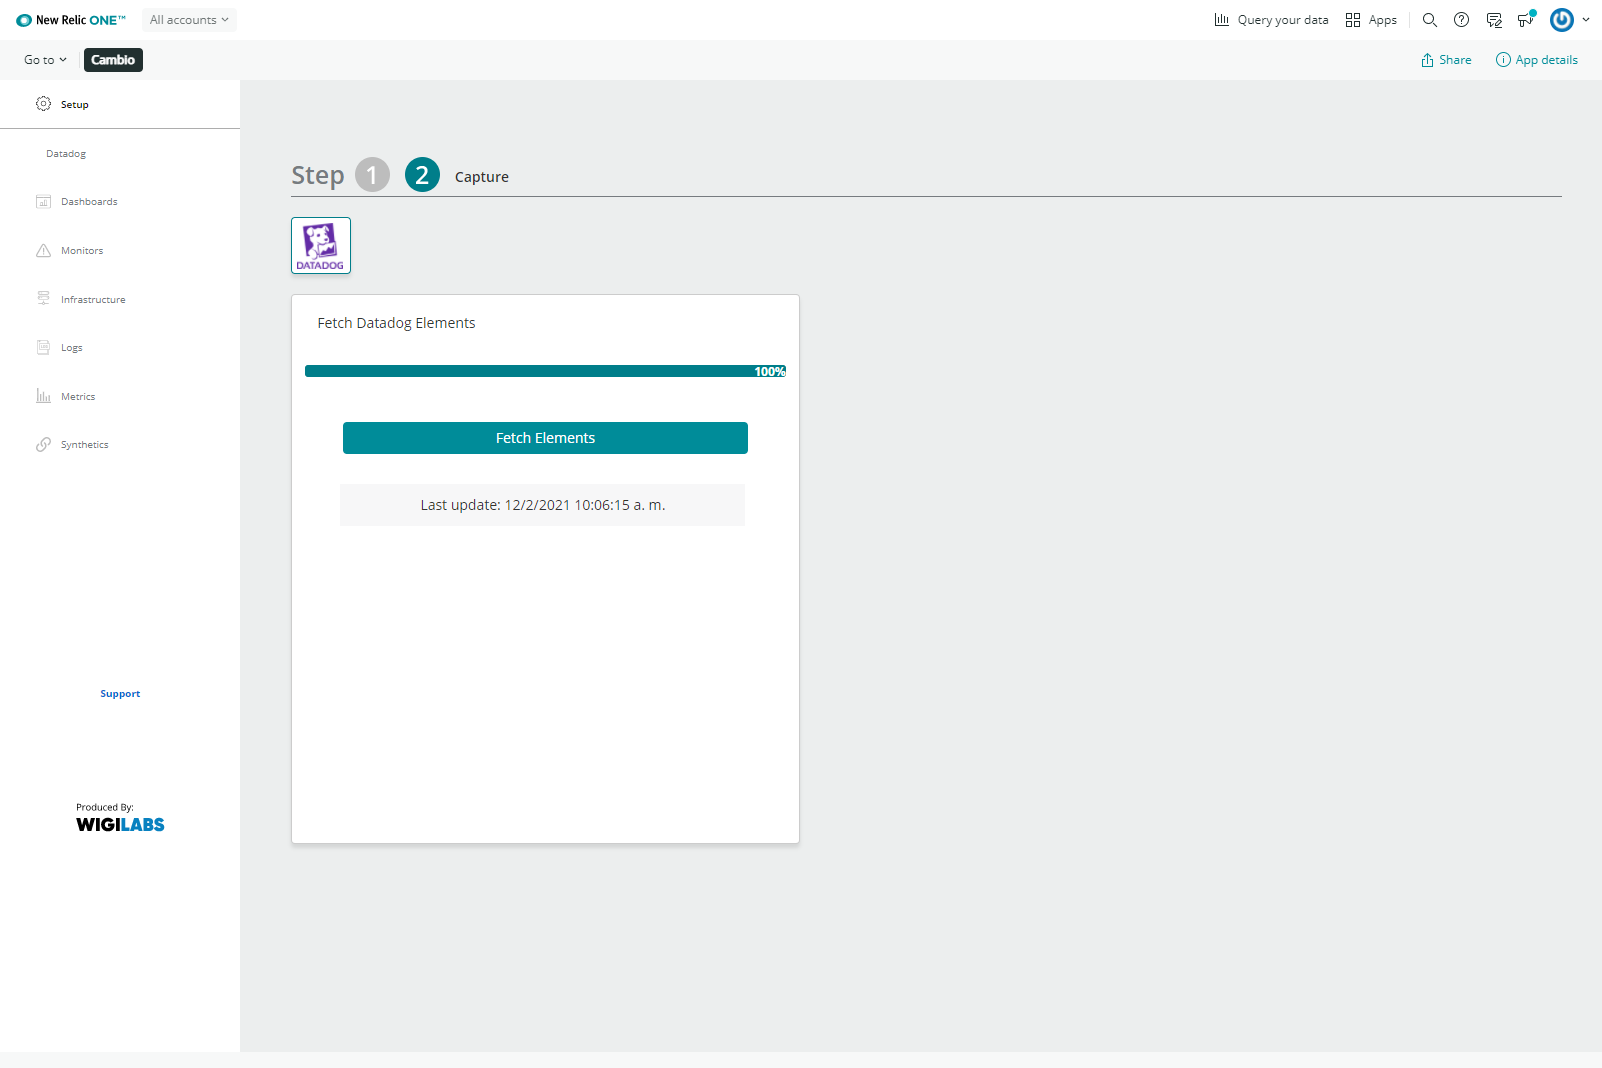 New Relic ONE™ All accounts Query your data Apps
Go to Cambio Share App details
Setup
Datadog
Dashboards
Monitors
Infrastructure
Logs
Metrics
Synthetics
Support
Produced By:
WIGILABS
Step 1 2 Capture
DATADOG
Fetch Datadog Elements
100%
Fetch Elements
Last update: 12/2/2021 10:06:15 a. m.